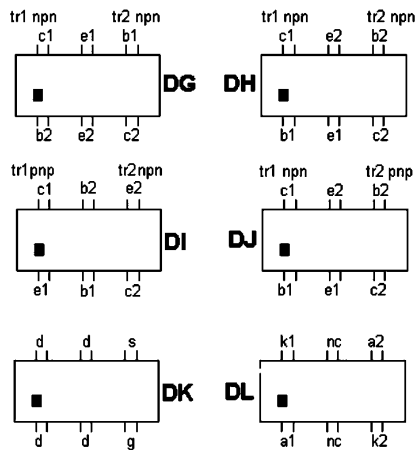 tr1 npn tr2 npn
c1 e1 b1
DG
b2 e2 c2
tr1 npn tr2 npn
c1 e2 b2
DH
b1 e1 c2
tr1pnp tr2npn
c1 b2 e2
DI
e1 b1 c2
tr1 npn tr2 pnp
c1 e2 b2
DJ
b1 e1 c2
d d s
DK
d d g
k1 nc a2
DL
a1 nc k2